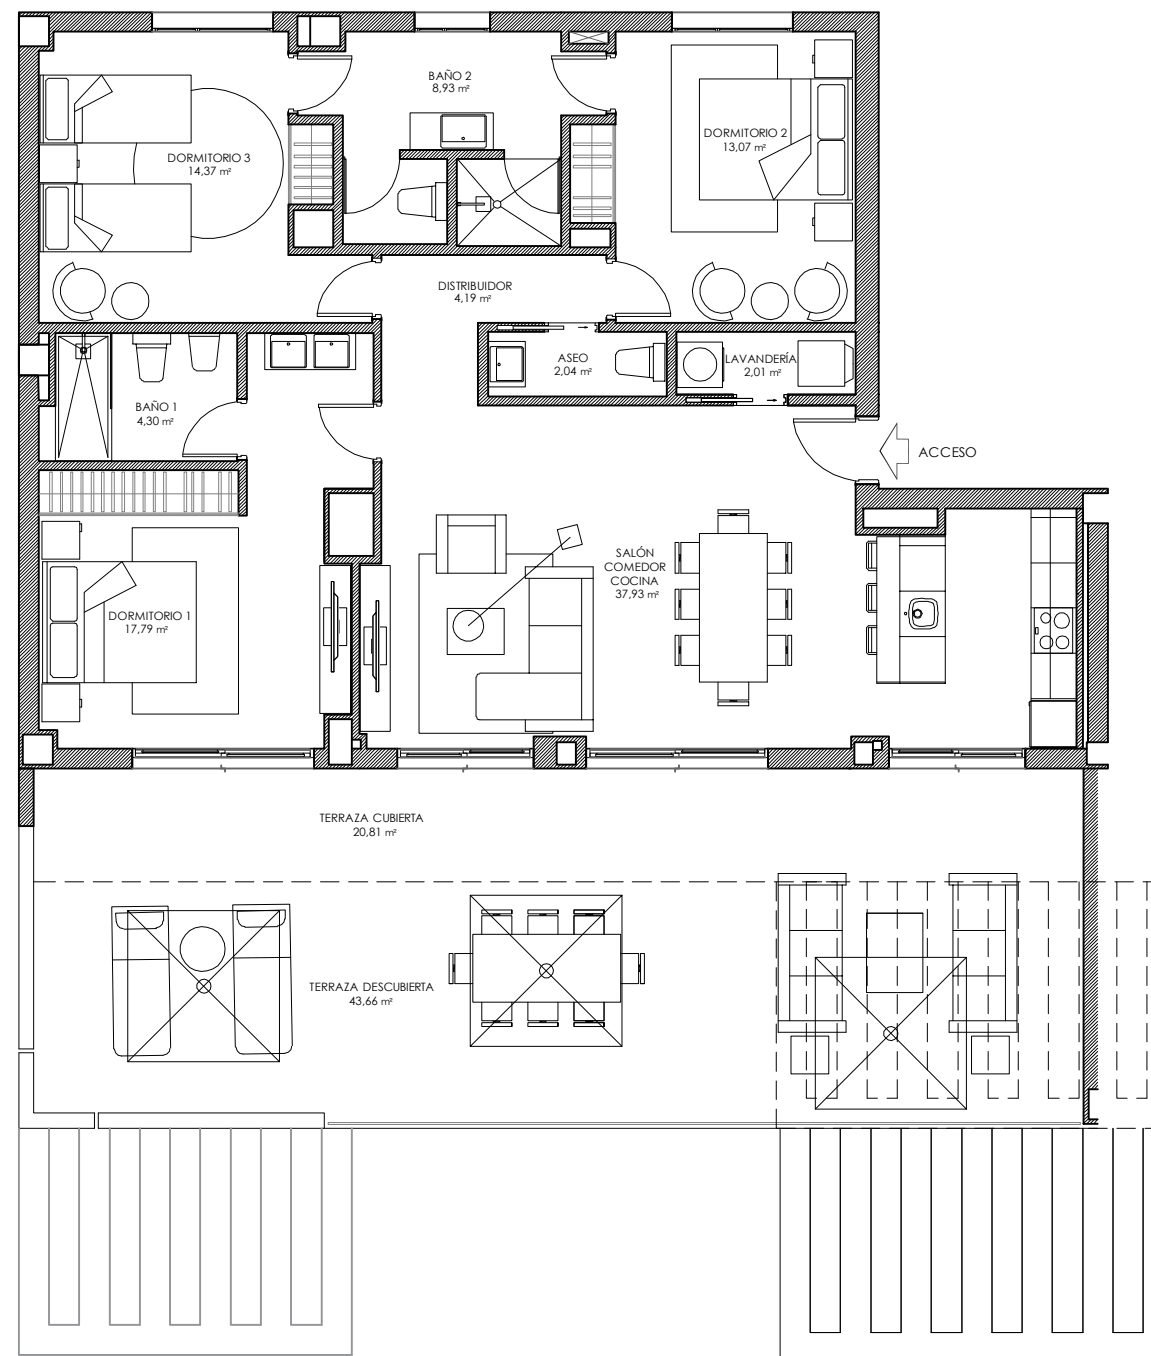 BAÑO 2
8,93 m²
DORMITORIO 3
14,37 m²
DORMITORIO 2
13,07 m²
DISTRIBUIDOR
4,19 m²
ASEO
2,04 m²
LAVANDERÍA
2,01 m²
BAÑO 1
4,30 m²
ACCESO
SALÓN
COMEDOR
COCINA
37,93 m²
DORMITORIO 1
17,79 m²
TERRAZA CUBIERTA
20,81 m²
TERRAZA DESCUBIERTA
43,66 m²